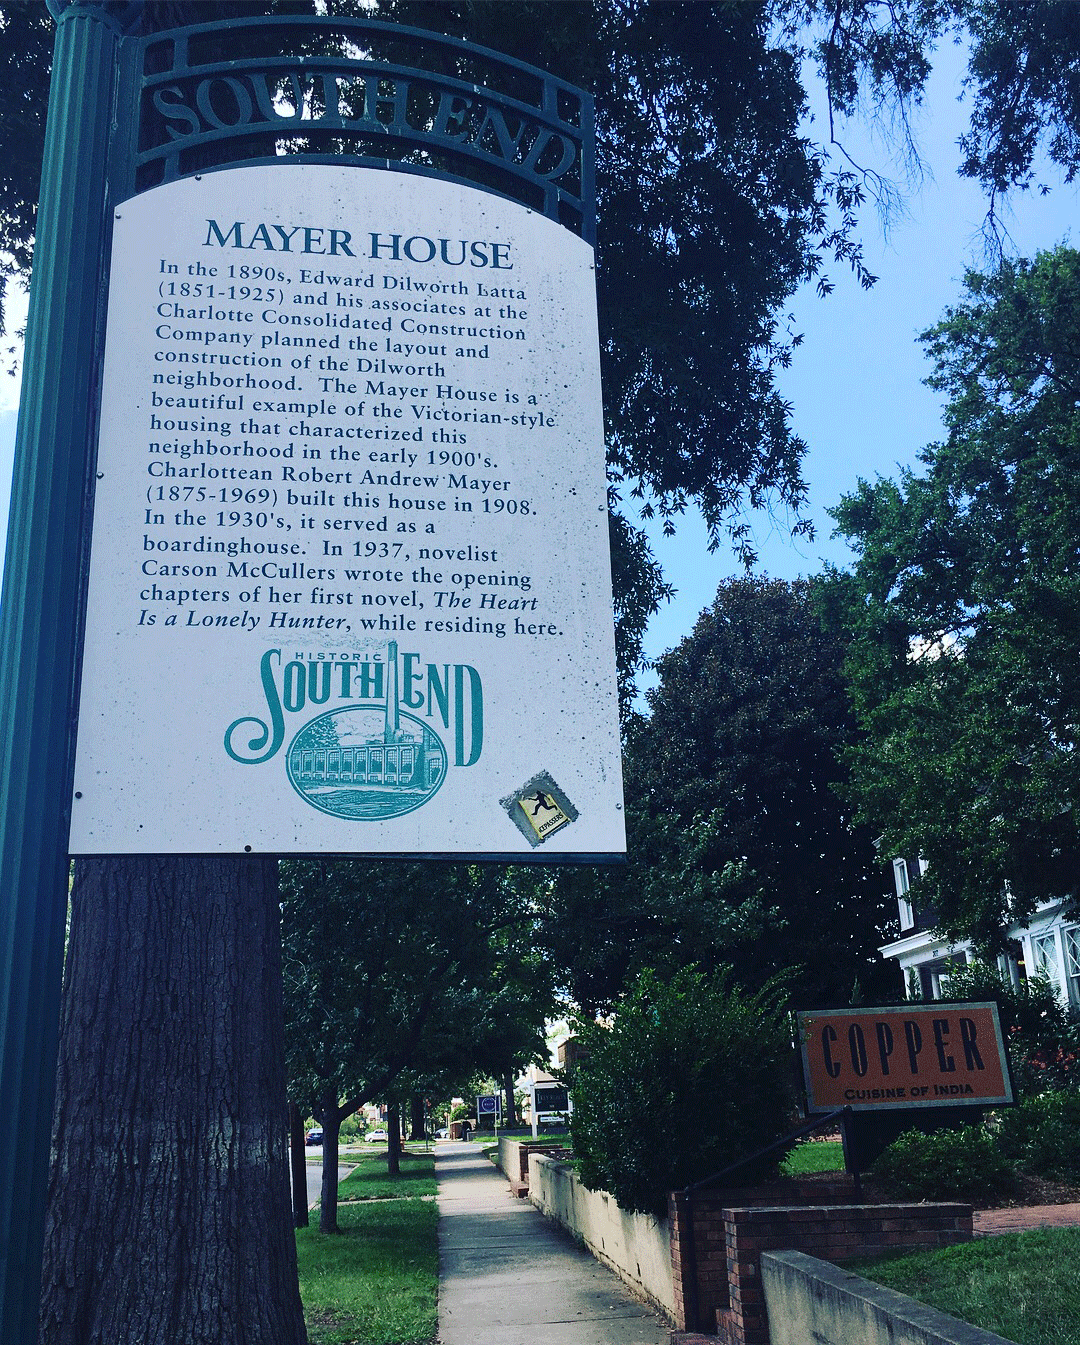 SOUTH END
MAYER HOUSE
In the 1890s, Edward Dilworth Latta
(1851-1925) and his associates at the
Charlotte Consolidated Construction
Company planned the layout and
construction of the Dilworth
neighborhood. The Mayer House is a
beautiful example of the Victorian-style
housing that characterized this
neighborhood in the early 1900's.
Charlottean Robert Andrew Mayer
(1875-1969) built this house in 1908.
In the 1930's, it served as a
boardinghouse. In 1937, novelist
Carson McCullers wrote the opening
chapters of her first novel, The Heart
Is a Lonely Hunter, while residing here.
HISTORIC
SOUTH END
COPPER
CUISINE OF INDIA